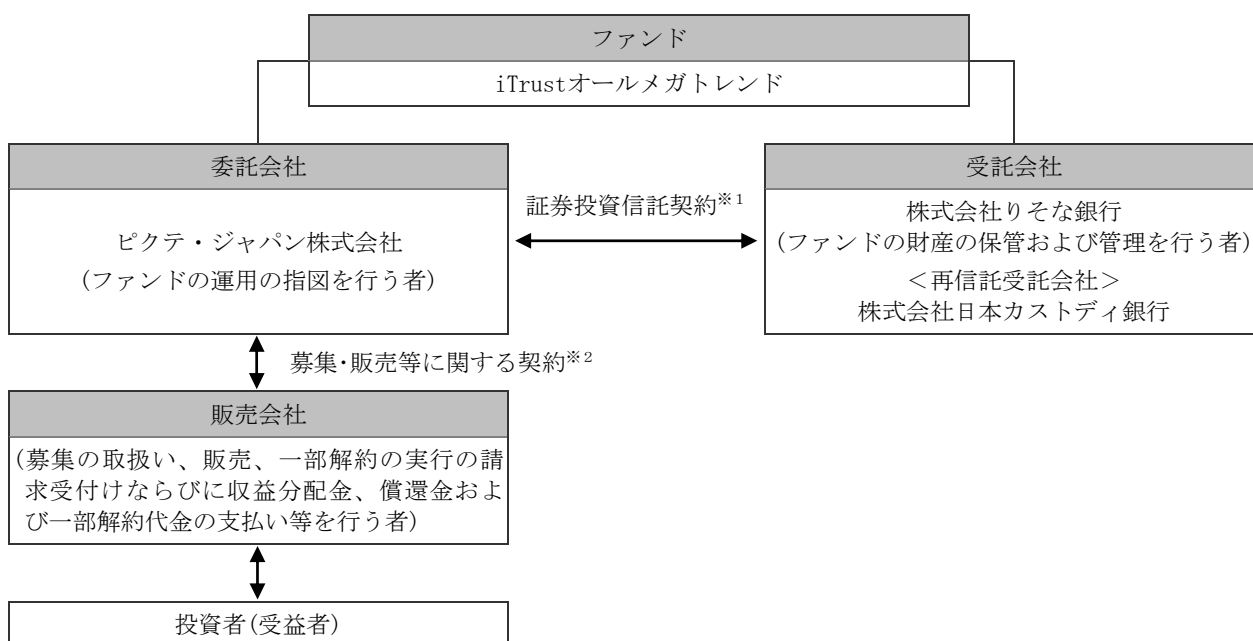 ファンド
iTrustオールメガトレンド
委託会社
ピクテ・ジャパン株式会社
(ファンドの運用の指図を行う者)
証券投資信託契約※1
受託会社
株式会社りそな銀行
(ファンドの財産の保管および管理を行う者)
＜再信託受託会社＞
株式会社日本カストディ銀行
募集･販売等に関する契約※2
販売会社
(募集の取扱い、販売、一部解約の実行の請
求受付けならびに収益分配金、償還金およ
び一部解約代金の支払い等を行う者)
投資者(受益者)